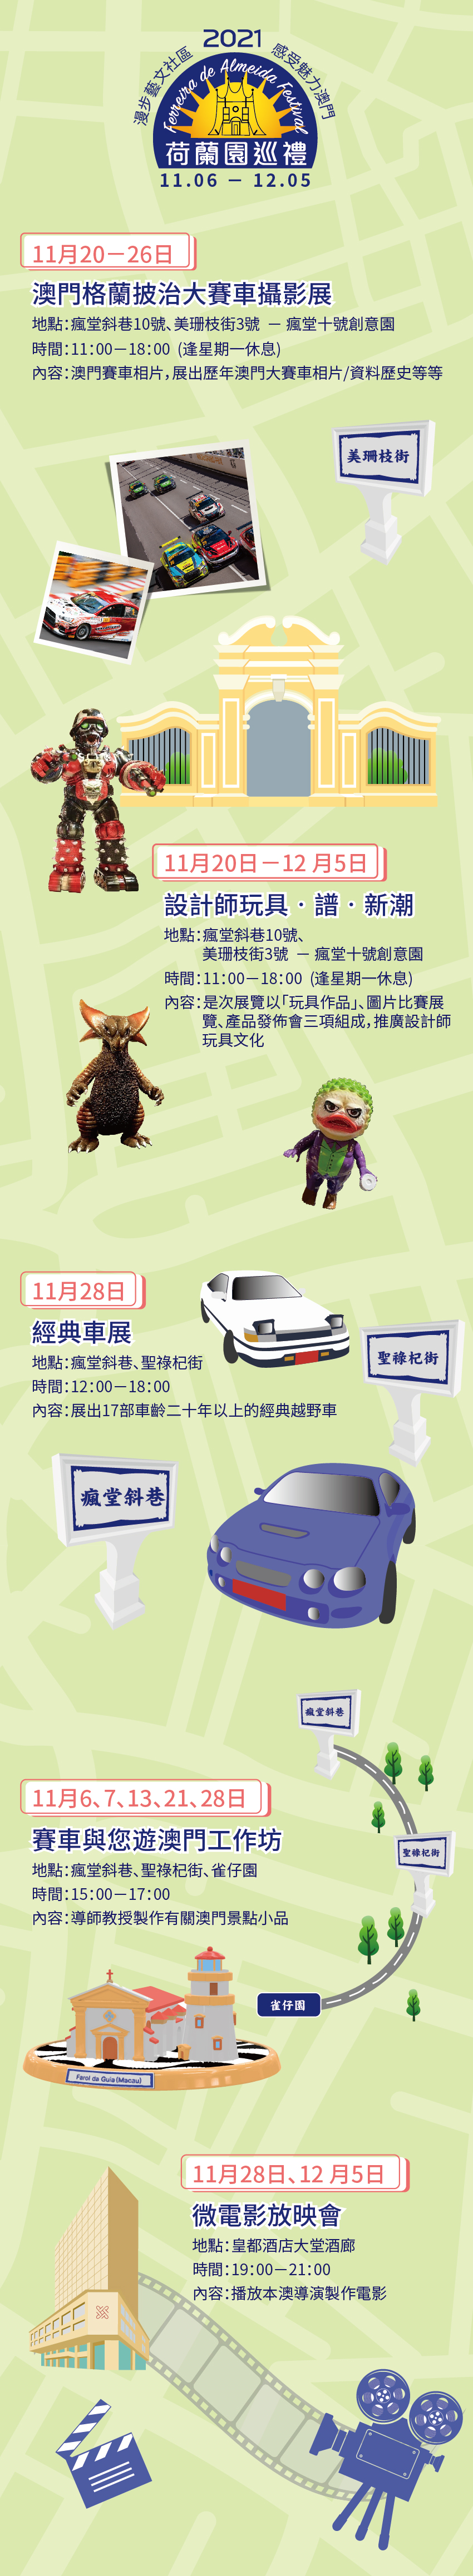 2021
漫步藝文社區
感受魅力澳門
Ferreira de Almeida Festival
荷蘭園巡禮
11.06 － 12.05
11月20－26日
澳門格蘭披治大賽車攝影展
地點：瘋堂斜巷10號、美珊枝街3號 － 瘋堂十號創意園
時間：11：00－18：00 (逢星期一休息)
內容：澳門賽車相片，展出歷年澳門大賽車相片/資料歷史等等
美珊枝街
11月20日－12月5日
設計師玩具‧譜‧新潮
地點：瘋堂斜巷10號、
美珊枝街3號 － 瘋堂十號創意園
時間：11：00－18：00 (逢星期一休息)
內容：是次展覽以「玩具作品」、圖片比賽展
覽、產品發佈會三項組成，推廣設計師
玩具文化
11月28日
經典車展
地點：瘋堂斜巷、聖祿杞街
時間：12：00－18：00
內容：展出17部車齡二十年以上的經典越野車
聖祿杞街
瘋堂斜巷
瘋堂斜巷
11月6、7、13、21、28日
賽車與您遊澳門工作坊
地點：瘋堂斜巷、聖祿杞街、雀仔園
時間：15：00－17：00
內容：導師教授製作有關澳門景點小品
聖祿杞街
雀仔園
Farol da Guia (Macau)
11月28日、12月5日
微電影放映會
地點：皇都酒店大堂酒廊
時間：19：00－21：00
內容：播放本澳導演製作電影